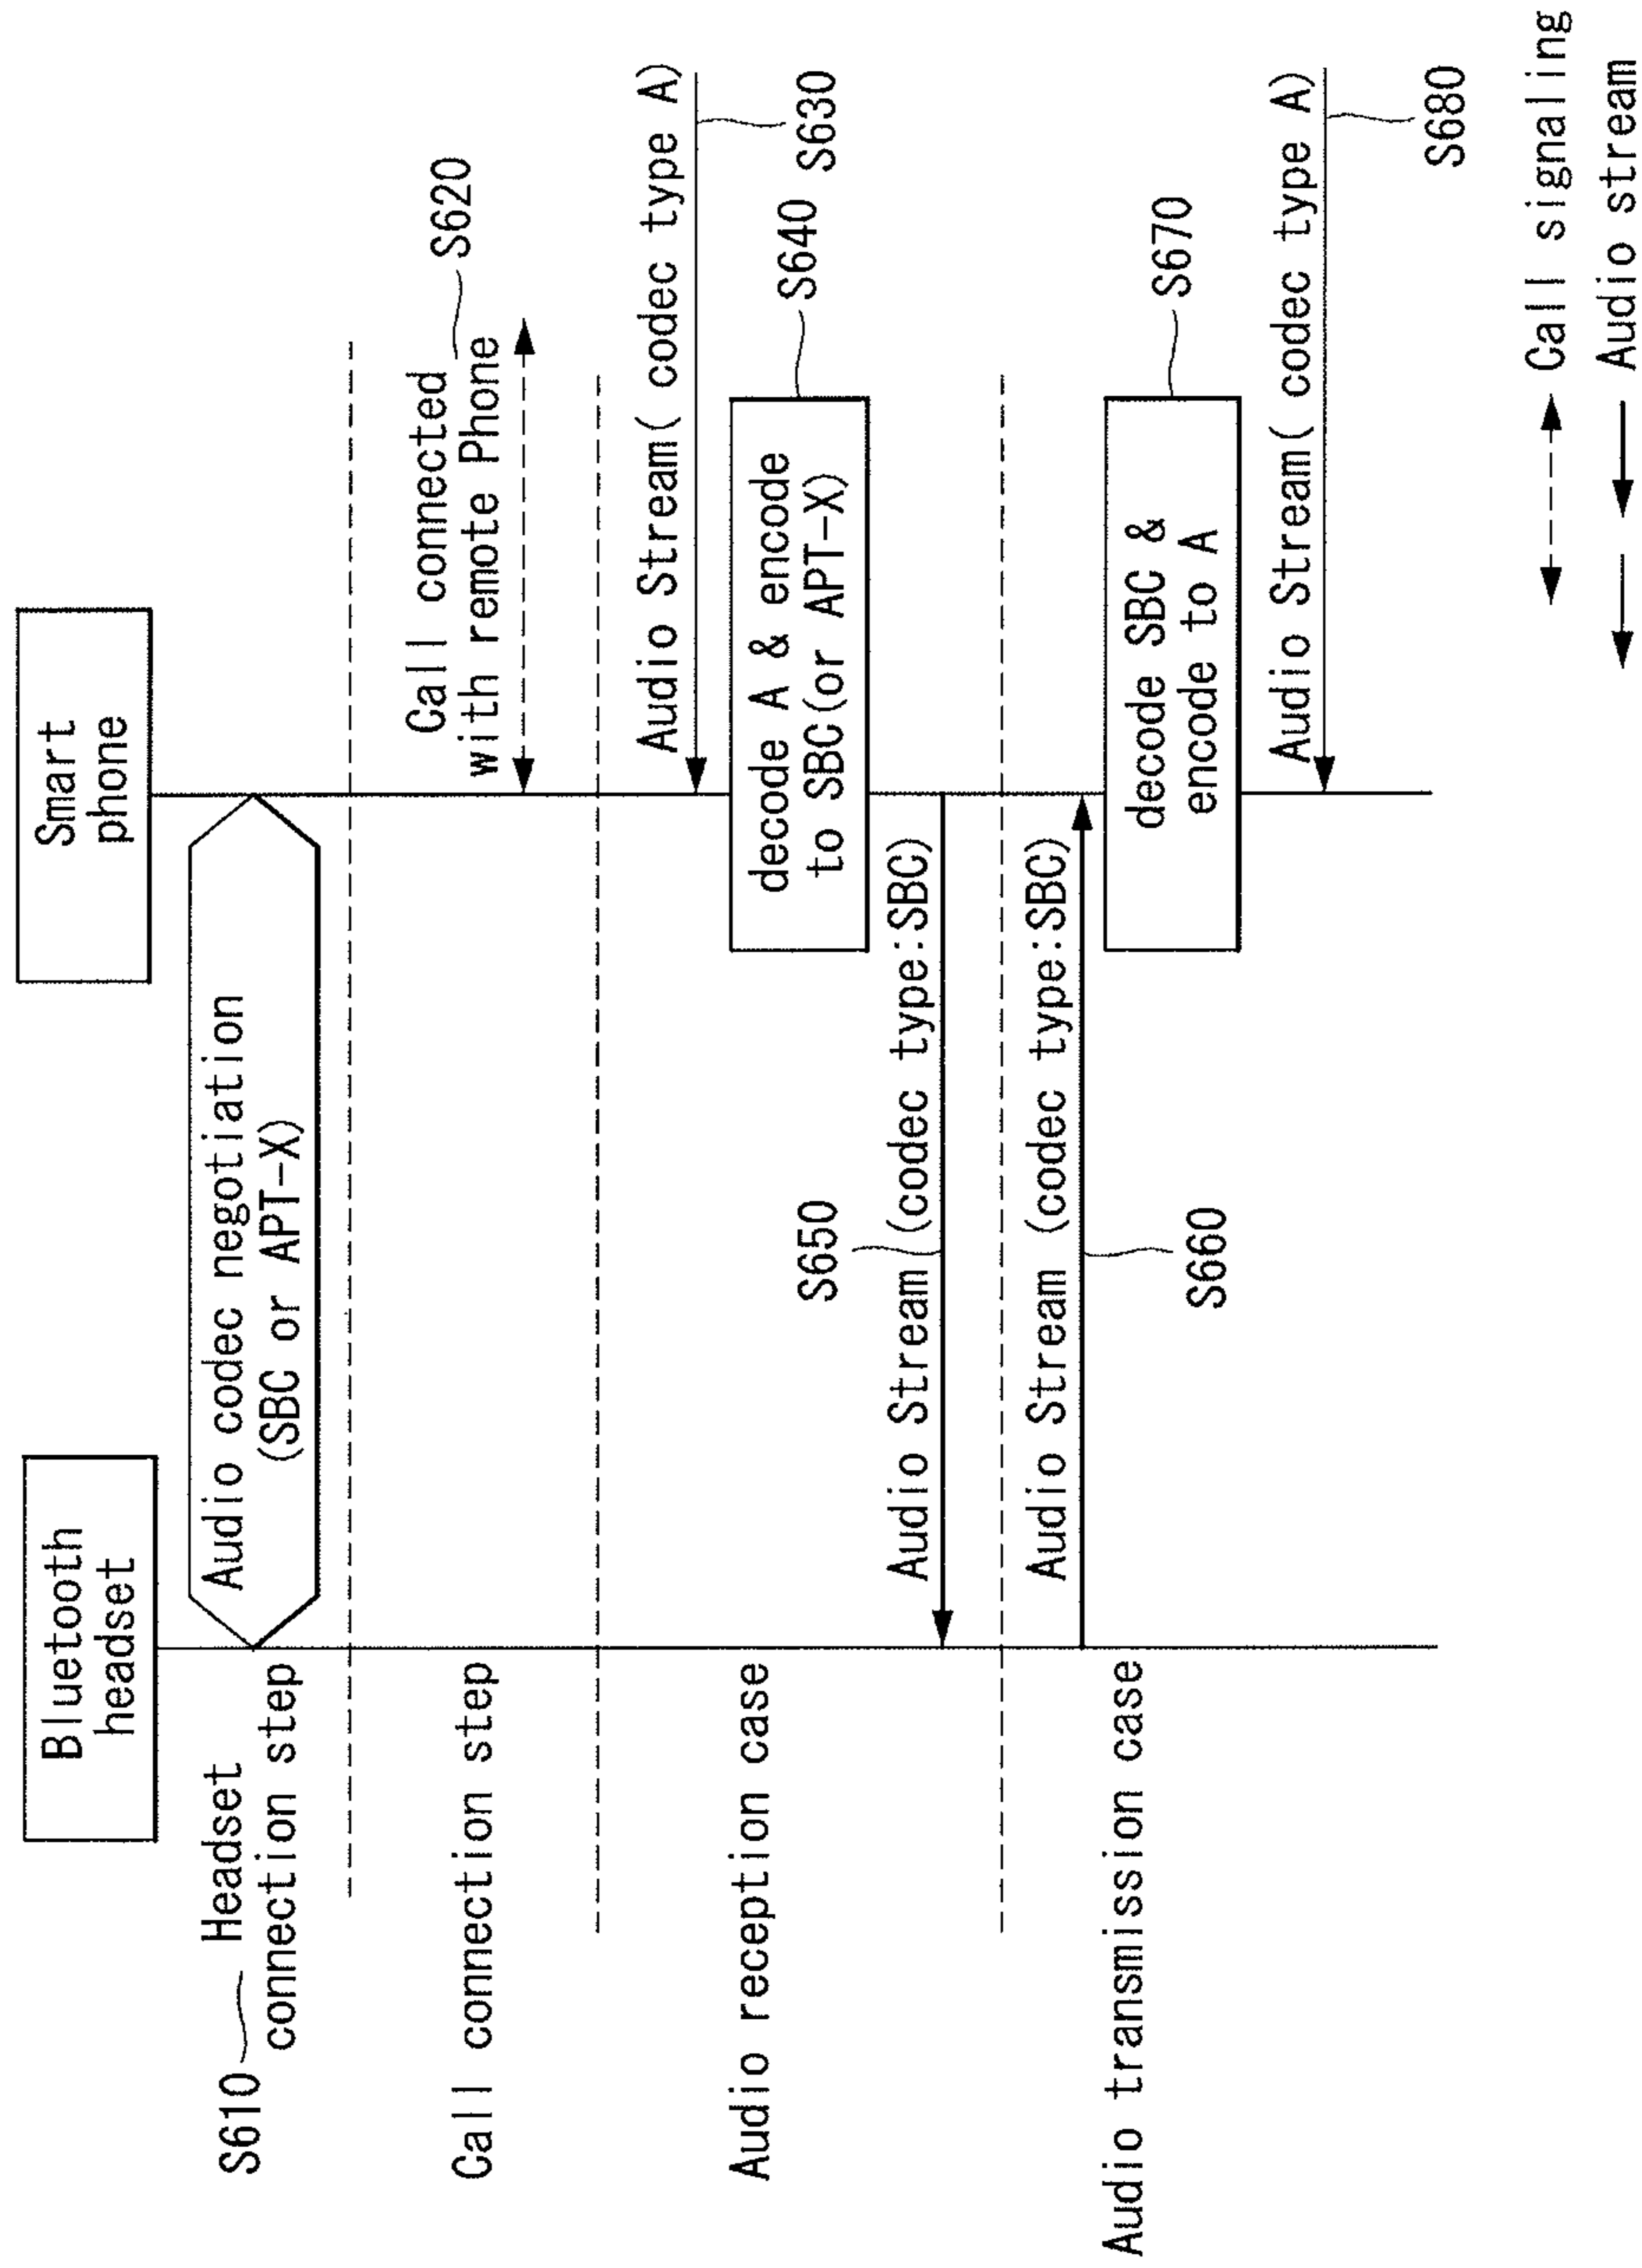 Bluetooth
headset
Smart
phone
S610
Headset
connection step
Audio codec negotiation
(SBC or APT-X)
Call connection step
Call connected
with remote Phone
S620
Audio reception case
Audio Stream( codec type A)
S630
decode A & encode
to SBC(or APT-X)
S640
S650
Audio Stream (codec type:SBC)
Audio transmission case
Audio Stream (codec type:SBC)
S660
decode SBC &
encode to A
S670
Audio Stream( codec type A)
S680
Call signaling
Audio stream